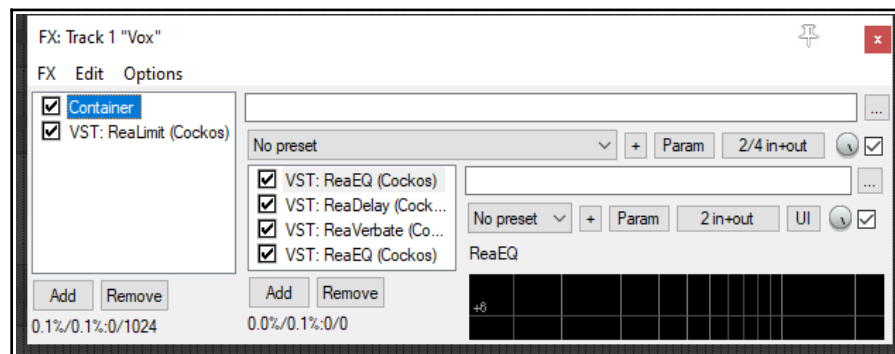 FX: Track 1 "Vox"
x
FX Edit Options
Container
VST: ReaLimit (Cockos)
...
No preset + Param 2/4 in+out
VST: ReaEQ (Cockos)
VST: ReaDelay (Cock...
VST: ReaVerbate (Co...
VST: ReaEQ (Cockos)
...
No preset + Param 2 in+out UI
ReaEQ
+6
Add Remove
0.1%/0.1%:0/1024
Add Remove
0.0%/0.1%:0/0